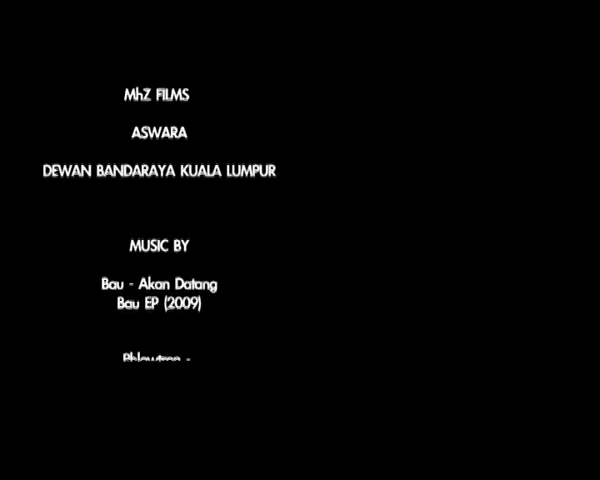 MhZ FILMS
ASWARA
DEWAN BANDARAYA KUALA LUMPUR
MUSIC BY
Bau - Akan Datang
Bau EP (2009)